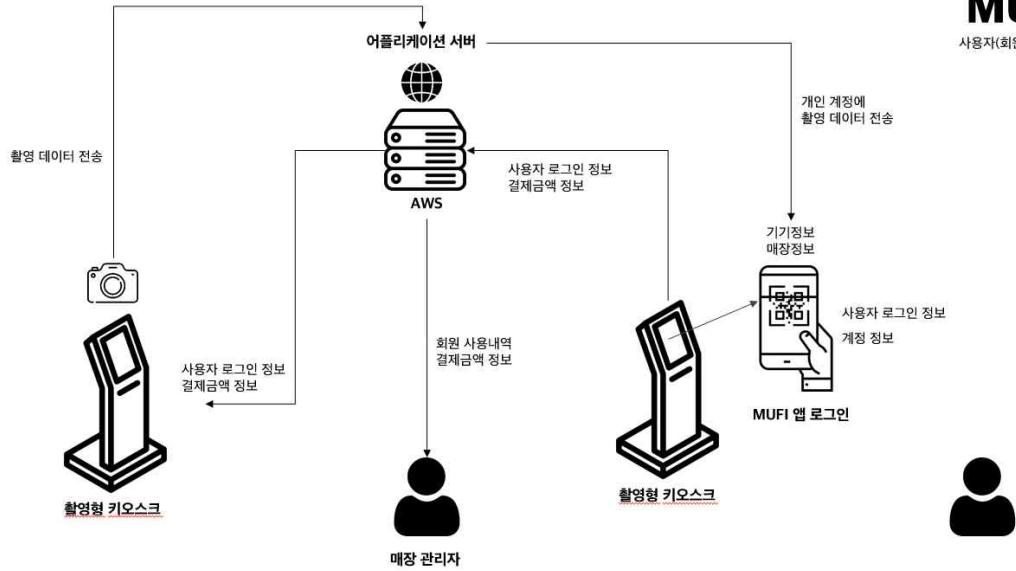 MU
사용자(회원
어플리케이션 서버
개인 계정에
촬영 데이터 전송
촬영 데이터 전송
사용자 로그인 정보
결제금액 정보
AWS
기기정보
매장정보
사용자 로그인 정보
계정 정보
회원 사용내역
결제금액 정보
사용자 로그인 정보
결제금액 정보
MUFI 앱 로그인
촬영형 키오스크
촬영형 키오스크
매장 관리자